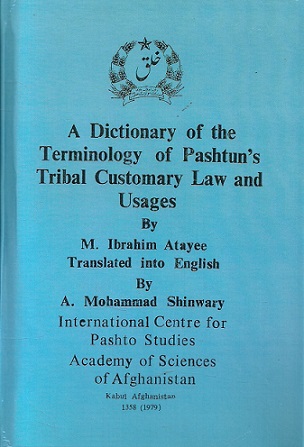 خلق
A Dictionary of the
Terminology of Pashtun's
Tribal Customary Law and
Usages
By
M. Ibrahim Atayee
Translated into English
By
A. Mohammad Shinwary
International Centre for
Pashto Studies
Academy of Sciences
of Afghanistan
Kabul Afghanistan
1358 (1979)